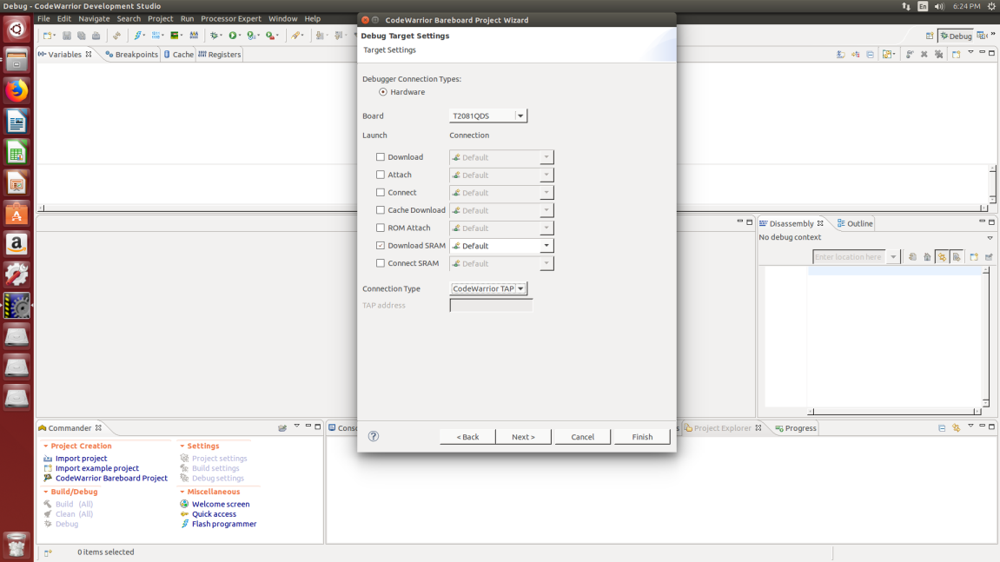 Debug - CodeWarrior Development Studio
En
6:24 PM
File Edit Navigate Search Project Run Processor Expert Window Help
CodeWarrior Bareboard Project Wizard
Debug
Variables
Breakpoints
Cache
Registers
Debug Target Settings
Target Settings
Debugger Connection Types:
Hardware
Board
T2081QDS
Launch
Connection
Download
Default
Attach
Default
Connect
Default
Cache Download
Default
ROM Attach
Default
Download SRAM
Default
Connect SRAM
Default
Connection Type
CodeWarrior TAP
TAP address
< Back
Next >
Cancel
Finish
Disassembly
Outline
No debug context
Enter location here
Commander
Project Creation
Import project
Import example project
CodeWarrior Bareboard Project
Build/Debug
Build (All)
Clean (All)
Debug
Settings
Project settings
Build settings
Debug settings
Miscellaneous
Welcome screen
Quick access
Flash programmer
Project Explorer
Progress
0 items selected